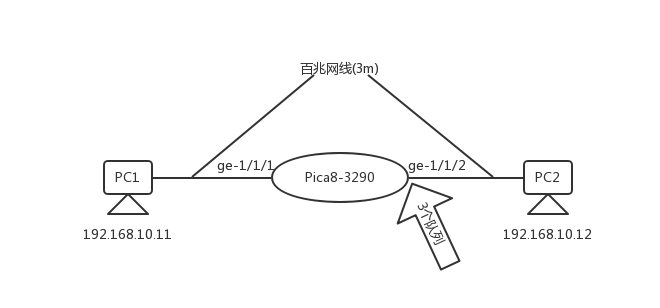 百兆网线(3m)
ge-1/1/1
ge-1/1/2
PC1
Pica8-3290
PC2
3个队列
192.168.10.11
192.168.10.12